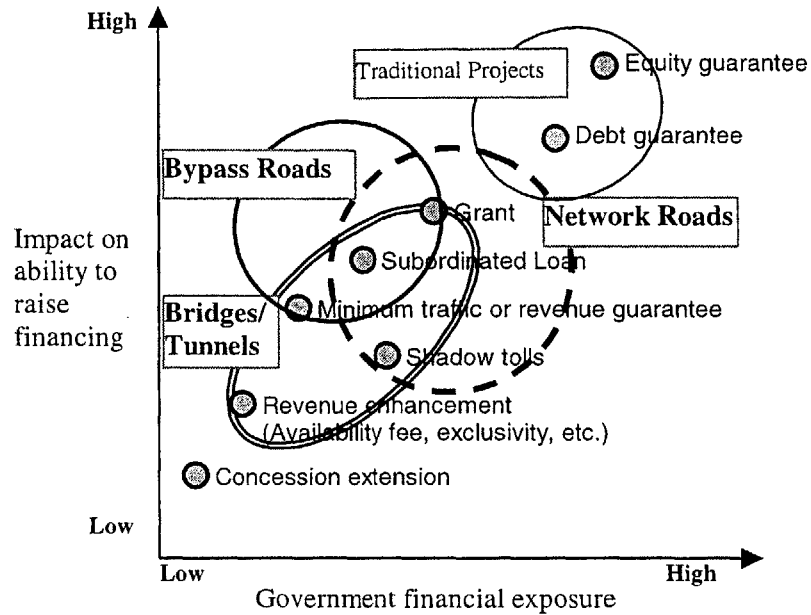 High
Traditional Projects
Equity guarantee
Debt guarantee
Bypass Roads
Grant
Network Roads
Impact on
ability to
raise
financing
Subordinated Loan
Bridges/
Tunnels
Minimum traffic or revenue guarantee
Shadow tolls
Revenue enhancement
(Availability fee, exclusivity, etc.)
Concession extension
Low
Low
High
Government financial exposure